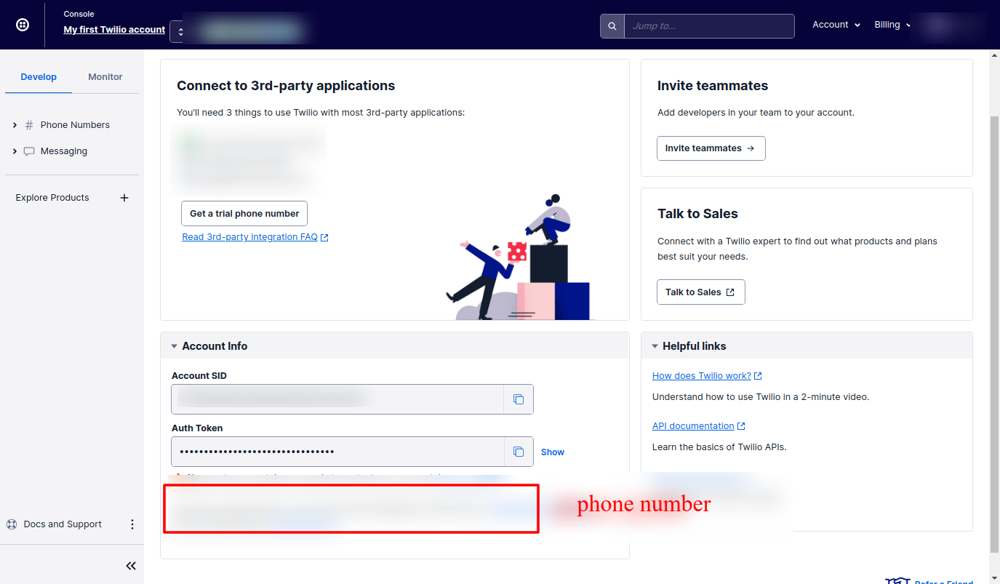 Console
My first Twilio account
Jump to...
Account
Billing
Develop
Monitor
Phone Numbers
Messaging
Explore Products
Docs and Support
Connect to 3rd-party applications
You'll need 3 things to use Twilio with most 3rd-party applications:
Get a trial phone number
Read 3rd-party integration FAQ
Invite teammates
Add developers in your team to your account.
Invite teammates →
Talk to Sales
Connect with a Twilio expert to find out what products and plans
best suit your needs.
Talk to Sales
Account Info
Account SID
Auth Token
••••••••••••••••••••••••••••••••
Show
phone number
Helpful links
How does Twilio work?
Understand how to use Twilio in a 2-minute video.
API documentation
Learn the basics of Twilio APIs.
Refer a Friend